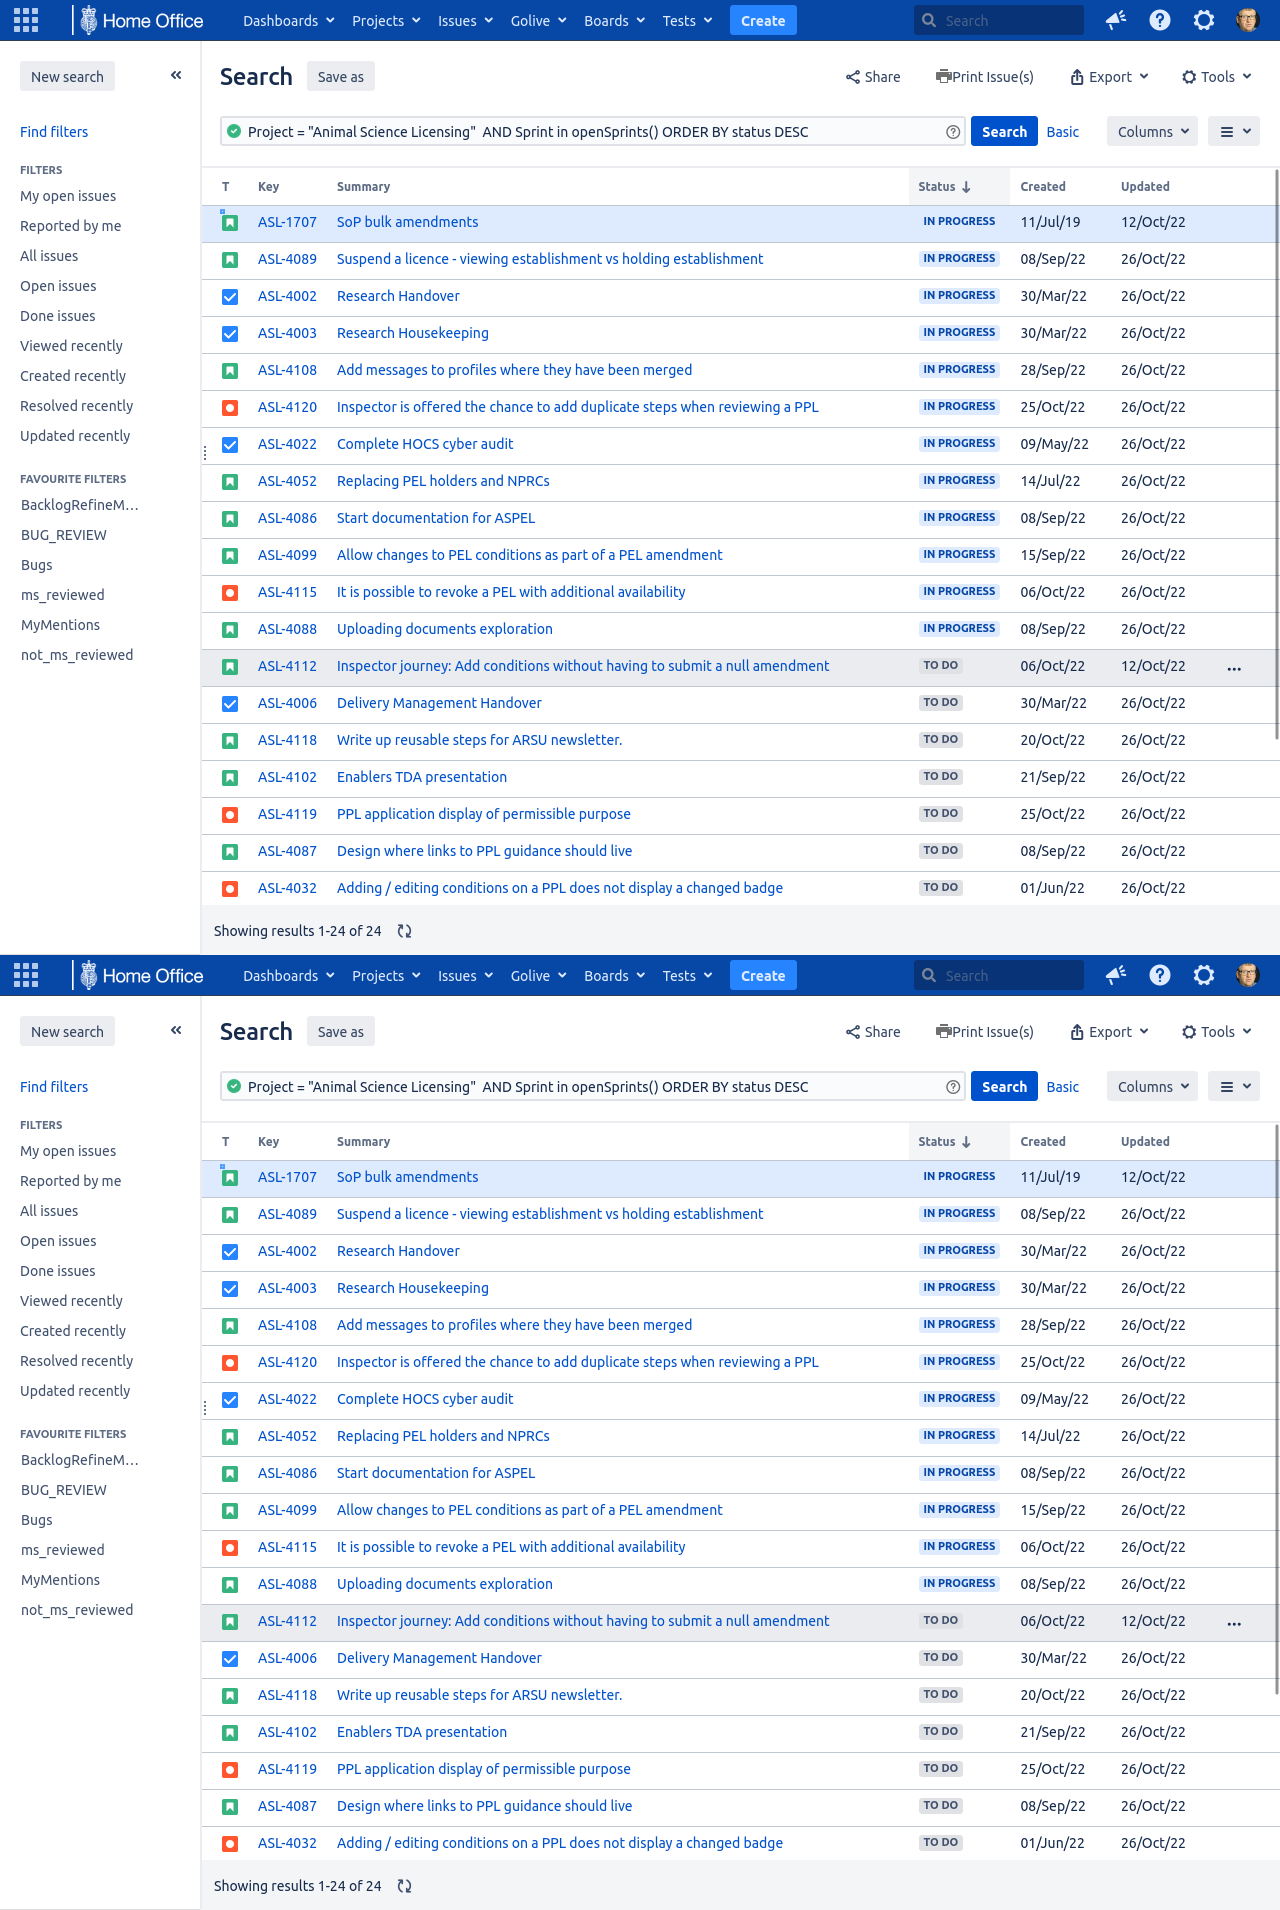 Home Office Dashboards Projects Issues Golive Boards Tests Create Search
New search
Search Save as Share Print Issue(s) Export Tools
Find filters
Project = "Animal Science Licensing"  AND Sprint in openSprints() ORDER BY status DESC Search Basic Columns
FILTERS
My open issues
Reported by me
All issues
Open issues
Done issues
Viewed recently
Created recently
Resolved recently
Updated recently
FAVOURITE FILTERS
BacklogRefineM...
BUG_REVIEW
Bugs
ms_reviewed
MyMentions
not_ms_reviewed
T Key Summary Status Created Updated
ASL-1707 SoP bulk amendments IN PROGRESS 11/Jul/19 12/Oct/22
ASL-4089 Suspend a licence - viewing establishment vs holding establishment IN PROGRESS 08/Sep/22 26/Oct/22
ASL-4002 Research Handover IN PROGRESS 30/Mar/22 26/Oct/22
ASL-4003 Research Housekeeping IN PROGRESS 30/Mar/22 26/Oct/22
ASL-4108 Add messages to profiles where they have been merged IN PROGRESS 28/Sep/22 26/Oct/22
ASL-4120 Inspector is offered the chance to add duplicate steps when reviewing a PPL IN PROGRESS 25/Oct/22 26/Oct/22
ASL-4022 Complete HOCS cyber audit IN PROGRESS 09/May/22 26/Oct/22
ASL-4052 Replacing PEL holders and NPRCs IN PROGRESS 14/Jul/22 26/Oct/22
ASL-4086 Start documentation for ASPEL IN PROGRESS 08/Sep/22 26/Oct/22
ASL-4099 Allow changes to PEL conditions as part of a PEL amendment IN PROGRESS 15/Sep/22 26/Oct/22
ASL-4115 It is possible to revoke a PEL with additional availability IN PROGRESS 06/Oct/22 26/Oct/22
ASL-4088 Uploading documents exploration IN PROGRESS 08/Sep/22 26/Oct/22
ASL-4112 Inspector journey: Add conditions without having to submit a null amendment TO DO 06/Oct/22 12/Oct/22
ASL-4006 Delivery Management Handover TO DO 30/Mar/22 26/Oct/22
ASL-4118 Write up reusable steps for ARSU newsletter. TO DO 20/Oct/22 26/Oct/22
ASL-4102 Enablers TDA presentation TO DO 21/Sep/22 26/Oct/22
ASL-4119 PPL application display of permissible purpose TO DO 25/Oct/22 26/Oct/22
ASL-4087 Design where links to PPL guidance should live TO DO 08/Sep/22 26/Oct/22
ASL-4032 Adding / editing conditions on a PPL does not display a changed badge TO DO 01/Jun/22 26/Oct/22
Showing results 1-24 of 24
Home Office Dashboards Projects Issues Golive Boards Tests Create Search
New search
Search Save as Share Print Issue(s) Export Tools
Find filters
Project = "Animal Science Licensing"  AND Sprint in openSprints() ORDER BY status DESC Search Basic Columns
FILTERS
My open issues
Reported by me
All issues
Open issues
Done issues
Viewed recently
Created recently
Resolved recently
Updated recently
FAVOURITE FILTERS
BacklogRefineM...
BUG_REVIEW
Bugs
ms_reviewed
MyMentions
not_ms_reviewed
T Key Summary Status Created Updated
ASL-1707 SoP bulk amendments IN PROGRESS 11/Jul/19 12/Oct/22
ASL-4089 Suspend a licence - viewing establishment vs holding establishment IN PROGRESS 08/Sep/22 26/Oct/22
ASL-4002 Research Handover IN PROGRESS 30/Mar/22 26/Oct/22
ASL-4003 Research Housekeeping IN PROGRESS 30/Mar/22 26/Oct/22
ASL-4108 Add messages to profiles where they have been merged IN PROGRESS 28/Sep/22 26/Oct/22
ASL-4120 Inspector is offered the chance to add duplicate steps when reviewing a PPL IN PROGRESS 25/Oct/22 26/Oct/22
ASL-4022 Complete HOCS cyber audit IN PROGRESS 09/May/22 26/Oct/22
ASL-4052 Replacing PEL holders and NPRCs IN PROGRESS 14/Jul/22 26/Oct/22
ASL-4086 Start documentation for ASPEL IN PROGRESS 08/Sep/22 26/Oct/22
ASL-4099 Allow changes to PEL conditions as part of a PEL amendment IN PROGRESS 15/Sep/22 26/Oct/22
ASL-4115 It is possible to revoke a PEL with additional availability IN PROGRESS 06/Oct/22 26/Oct/22
ASL-4088 Uploading documents exploration IN PROGRESS 08/Sep/22 26/Oct/22
ASL-4112 Inspector journey: Add conditions without having to submit a null amendment TO DO 06/Oct/22 12/Oct/22
ASL-4006 Delivery Management Handover TO DO 30/Mar/22 26/Oct/22
ASL-4118 Write up reusable steps for ARSU newsletter. TO DO 20/Oct/22 26/Oct/22
ASL-4102 Enablers TDA presentation TO DO 21/Sep/22 26/Oct/22
ASL-4119 PPL application display of permissible purpose TO DO 25/Oct/22 26/Oct/22
ASL-4087 Design where links to PPL guidance should live TO DO 08/Sep/22 26/Oct/22
ASL-4032 Adding / editing conditions on a PPL does not display a changed badge TO DO 01/Jun/22 26/Oct/22
Showing results 1-24 of 24